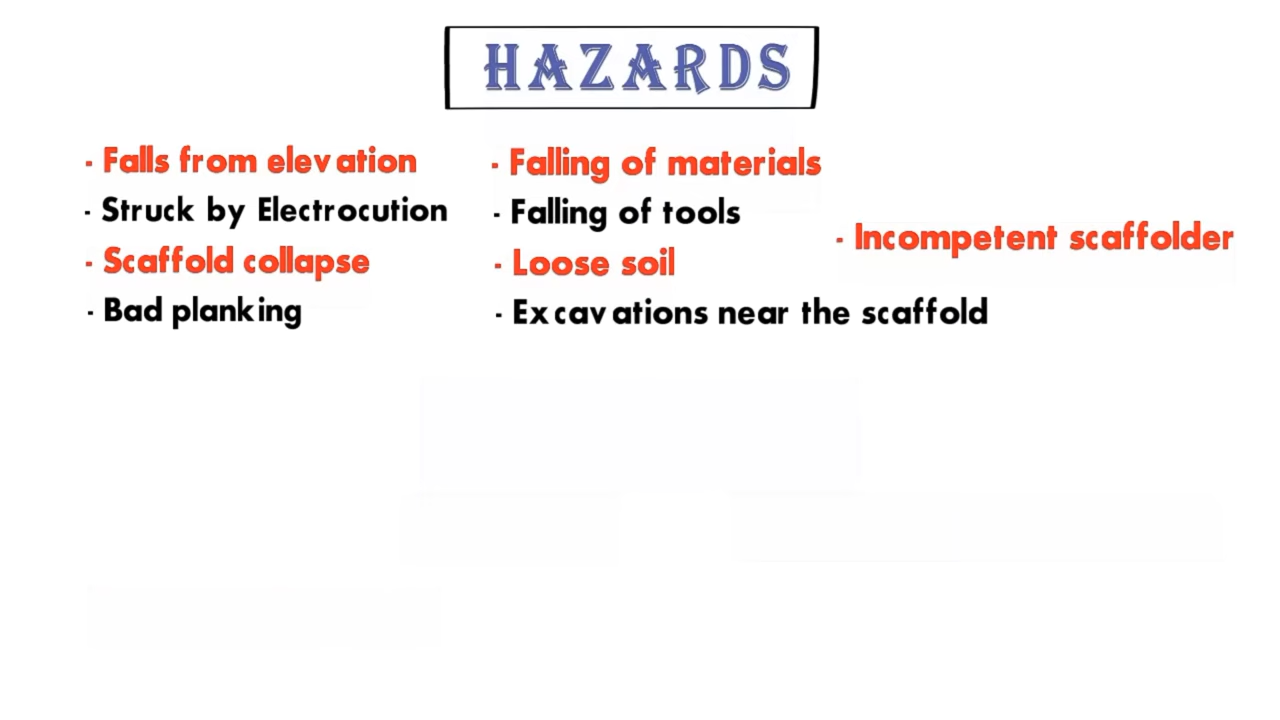 HAZARDS
- Falls from elevation
- Struck by Electrocution
- Scaffold collapse
- Bad planking
- Falling of materials
- Falling of tools
- Loose soil
- Excavations near the scaffold
- Incompetent scaffolder